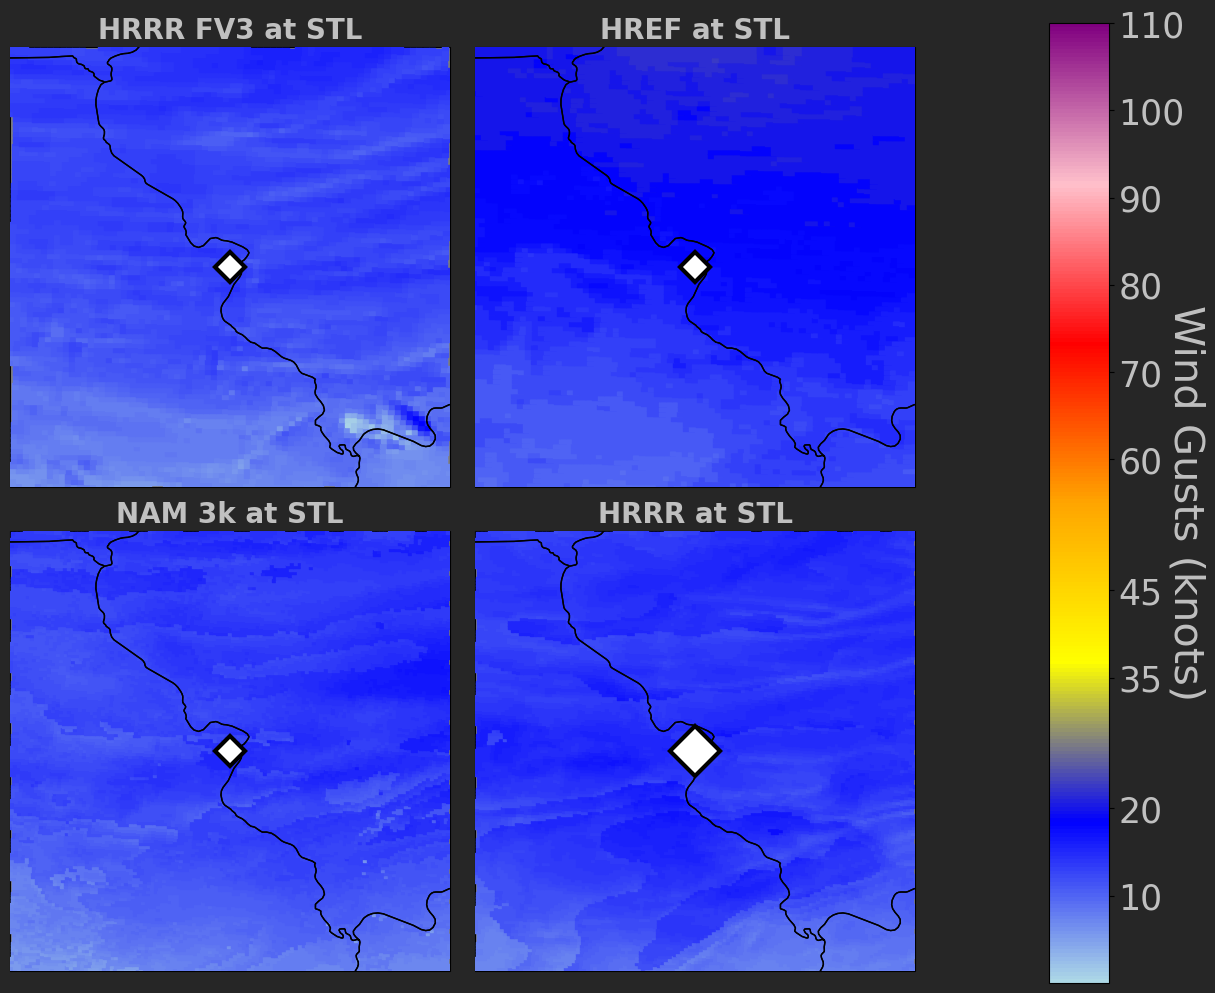 HRRR FV3 at STL
HREF at STL
NAM 3k at STL
HRRR at STL
110
100
90
80
70
60
45
35
20
10
Wind Gusts (knots)